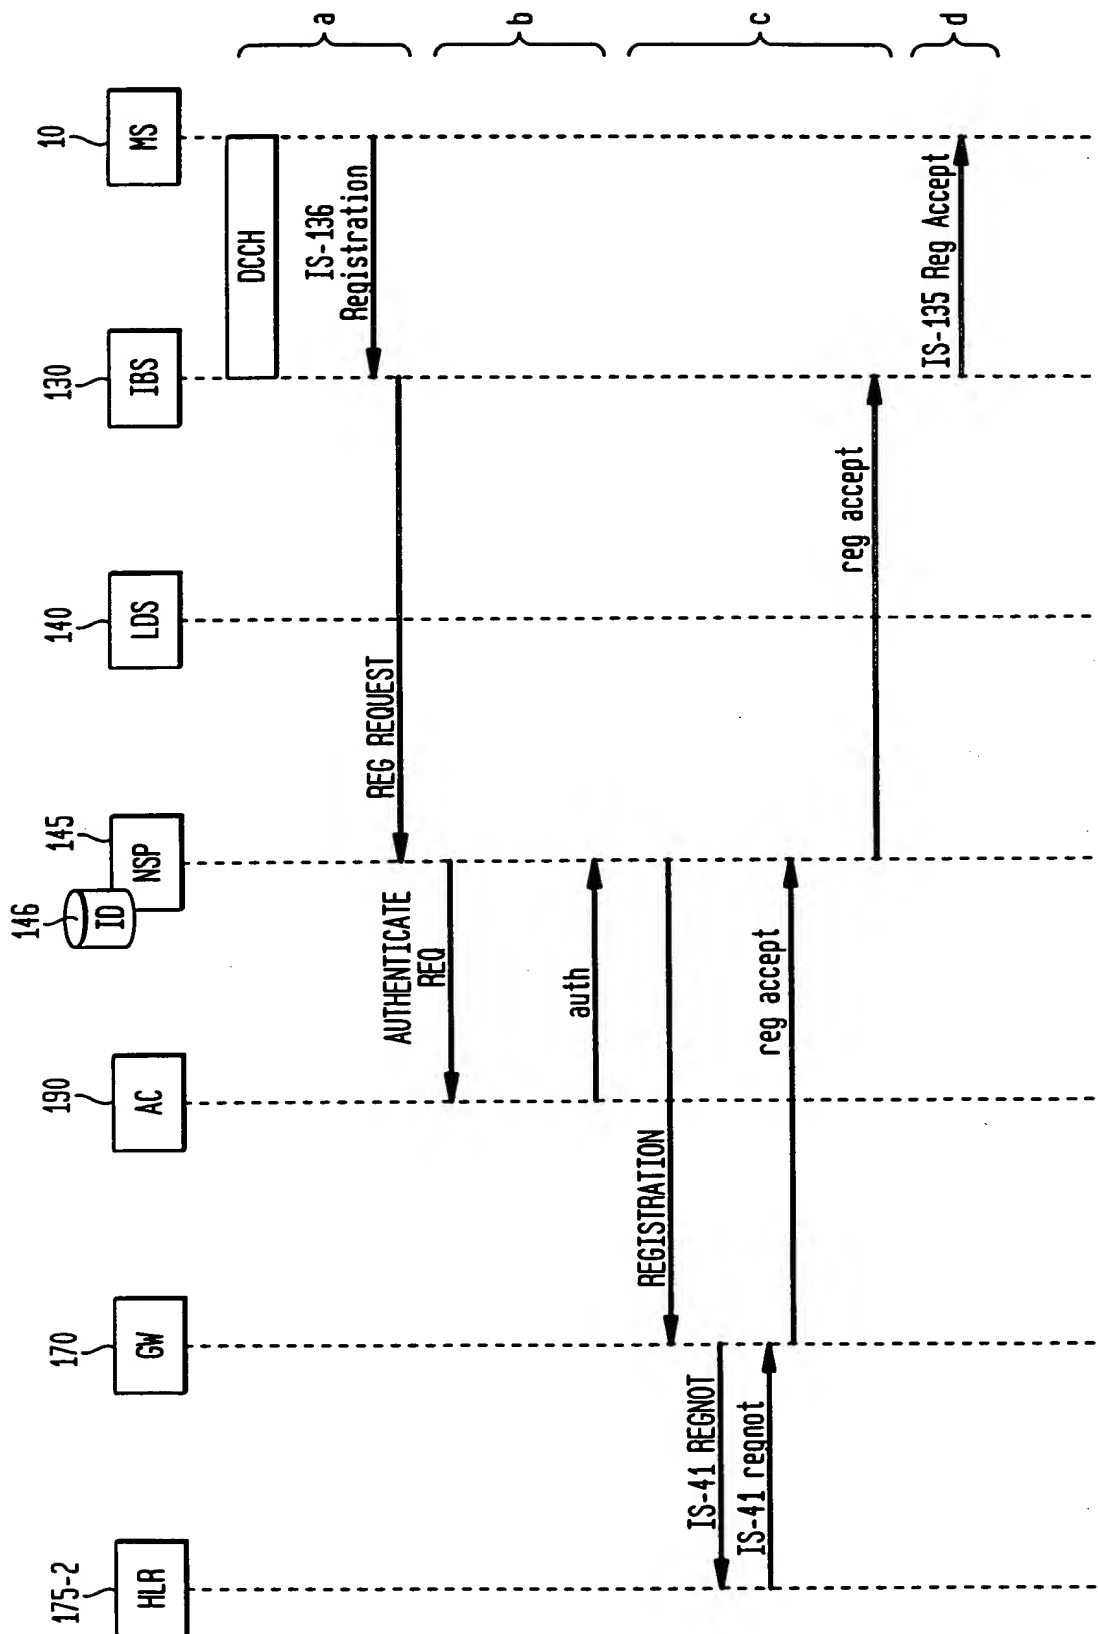 175-2
170
190
146
145
140
130
10
HLR
GW
AC
ID
NSP
LDS
IBS
MS
DCCH
a
IS-136
Registration
REG REQUEST
AUTHENTICATE
REQ
b
auth
REGISTRATION
IS-41 REGNOT
c
IS-41 regnot
reg accept
reg accept
IS-135 Reg Accept
d